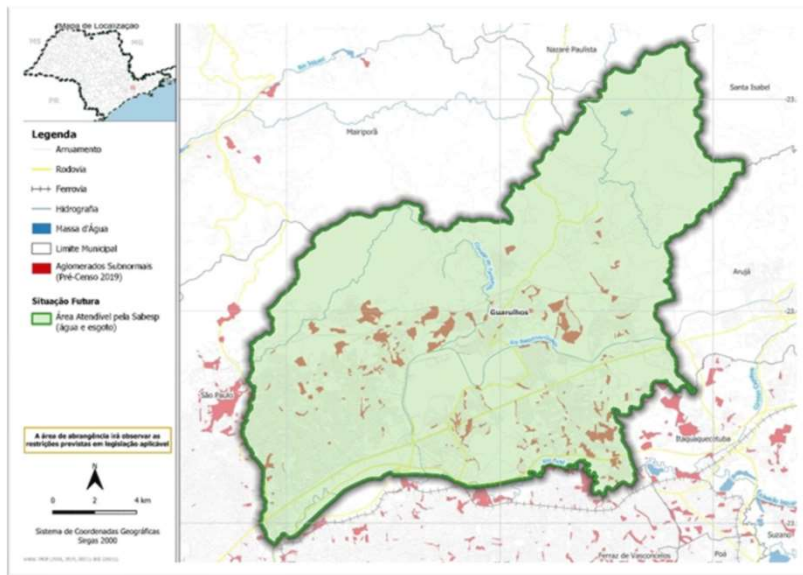 Mapa de Localização
MS
MG
PR
Legenda
Arruamento
Rodovia
Ferrovia
Hidrografia
Massa d'Água
Limite Municipal
Aglomerados Subnormais
(Pré-Censo 2019)
Situação Futura
Área Atendível pela Sabesp
(água e esgoto)
A área de abrangência irá observar as
restrições previstas em legislação aplicável
N
0 2 4 km
Sistema de Coordenadas Geográficas
Sirgas 2000
Nazaré Paulista
Santa Isabel
Mairiporã
Arujá
Guarulhos
São Paulo
Itaquaquecetuba
Suzano
Poá
Ferraz de Vasconcelos